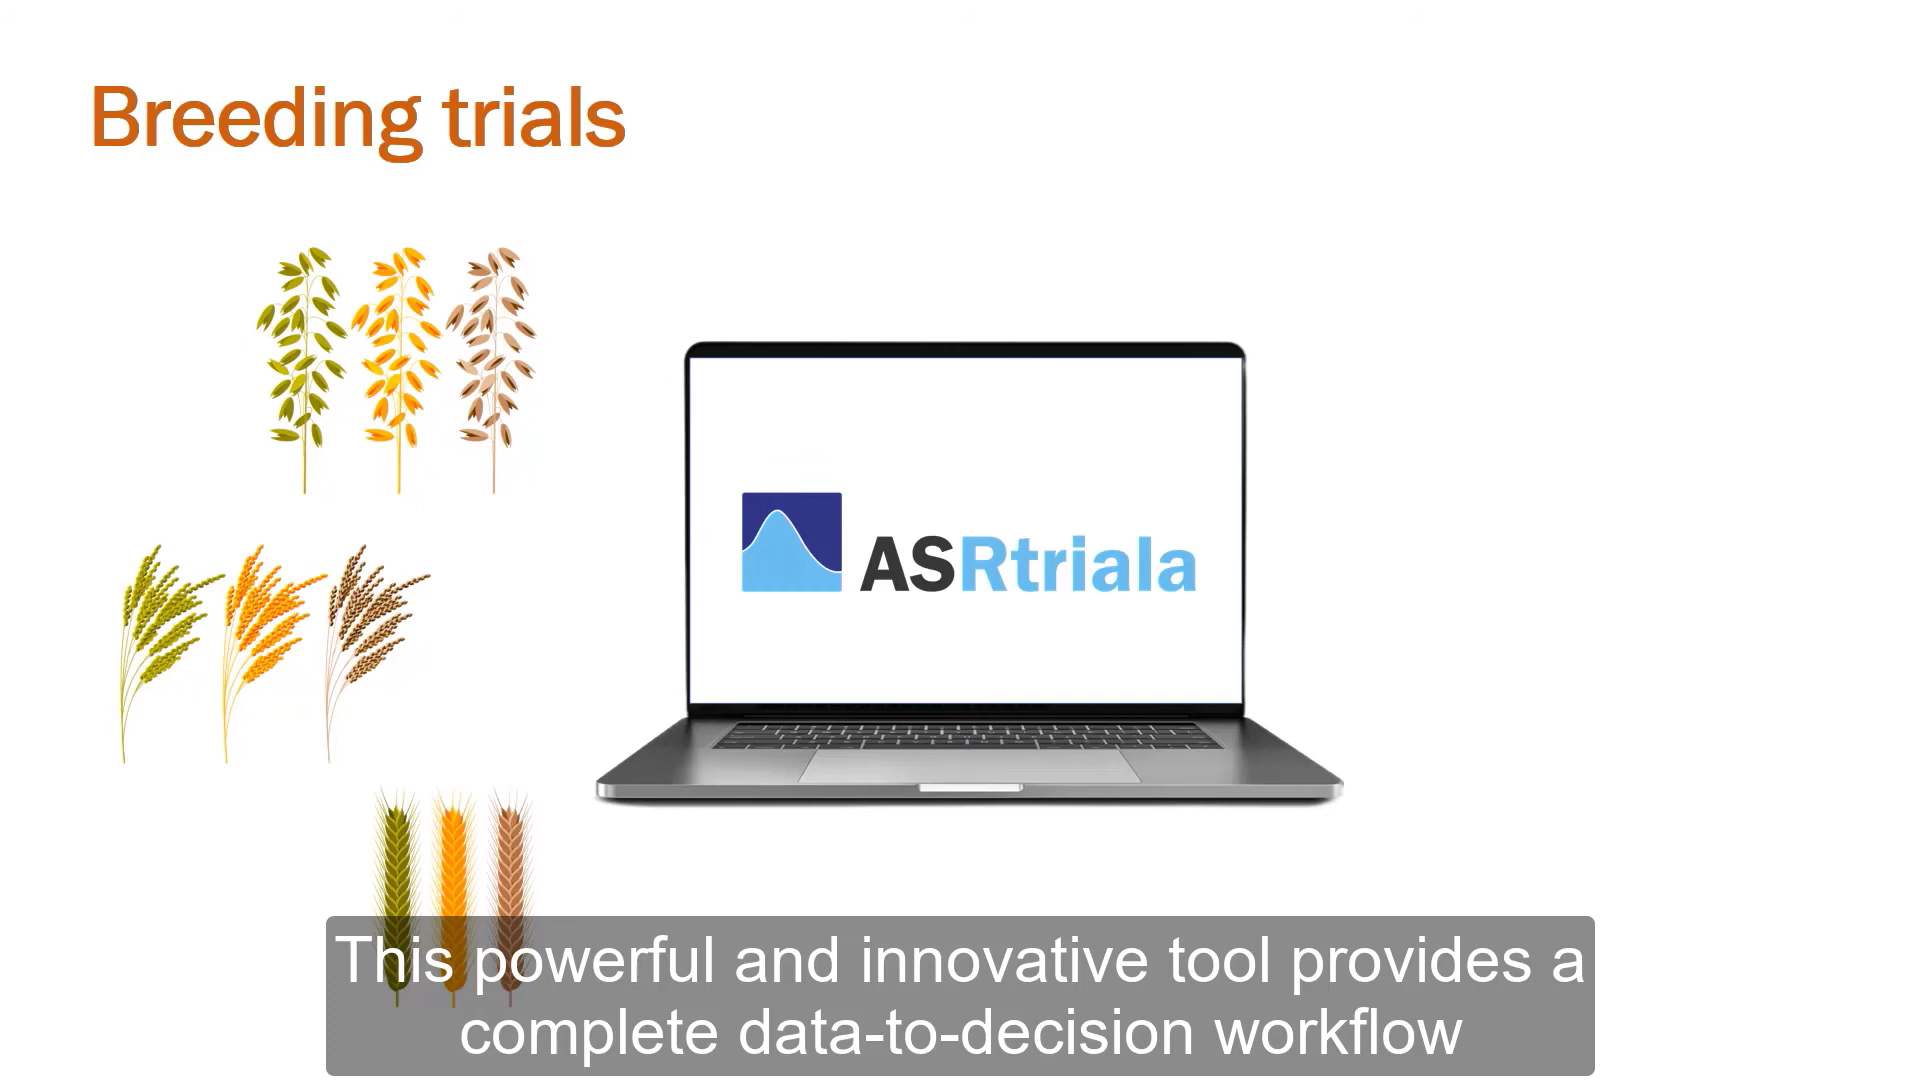 Breeding trials
ASRtriala
This powerful and innovative tool provides a
complete data-to-decision workflow